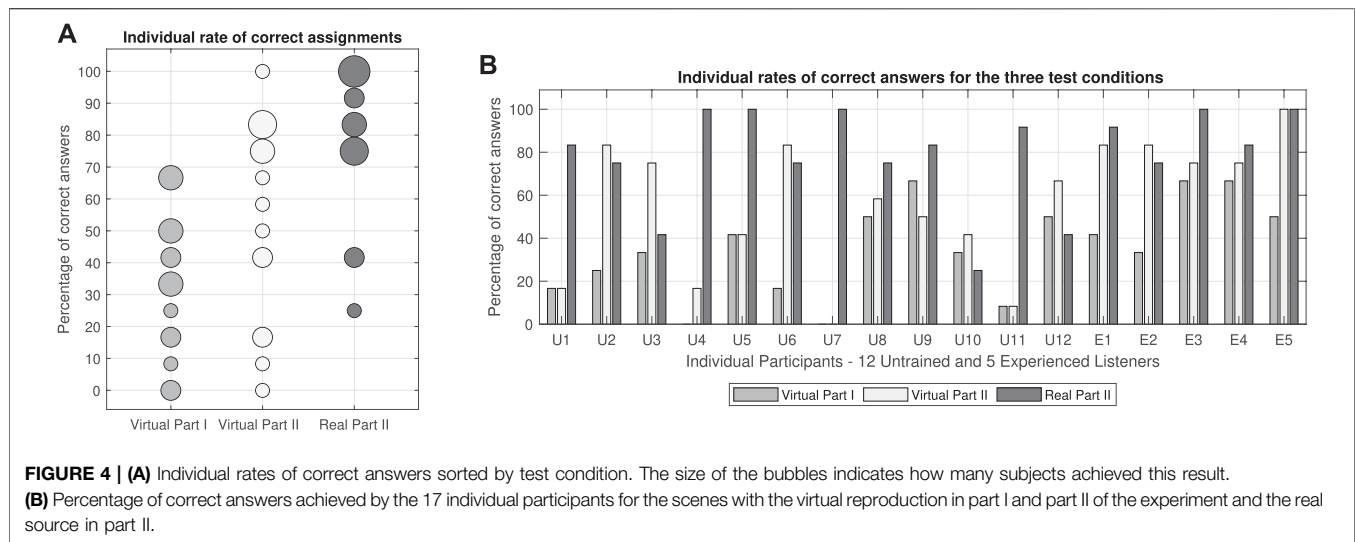 A
Individual rate of correct assignments
Percentage of correct answers
100
90
80
70
60
50
40
30
20
10
0
Virtual Part I Virtual Part II Real Part II
B
Individual rates of correct answers for the three test conditions
Percentage of correct answers
100
80
60
40
20
0
U1 U2 U3 U4 U5 U6 U7 U8 U9 U10 U11 U12 E1 E2 E3 E4 E5
Individual Participants - 12 Untrained and 5 Experienced Listeners
Virtual Part I Virtual Part II Real Part II
FIGURE 4 | (A) Individual rates of correct answers sorted by test condition. The size of the bubbles indicates how many subjects achieved this result.
(B) Percentage of correct answers achieved by the 17 individual participants for the scenes with the virtual reproduction in part I and part II of the experiment and the real
source in part II.